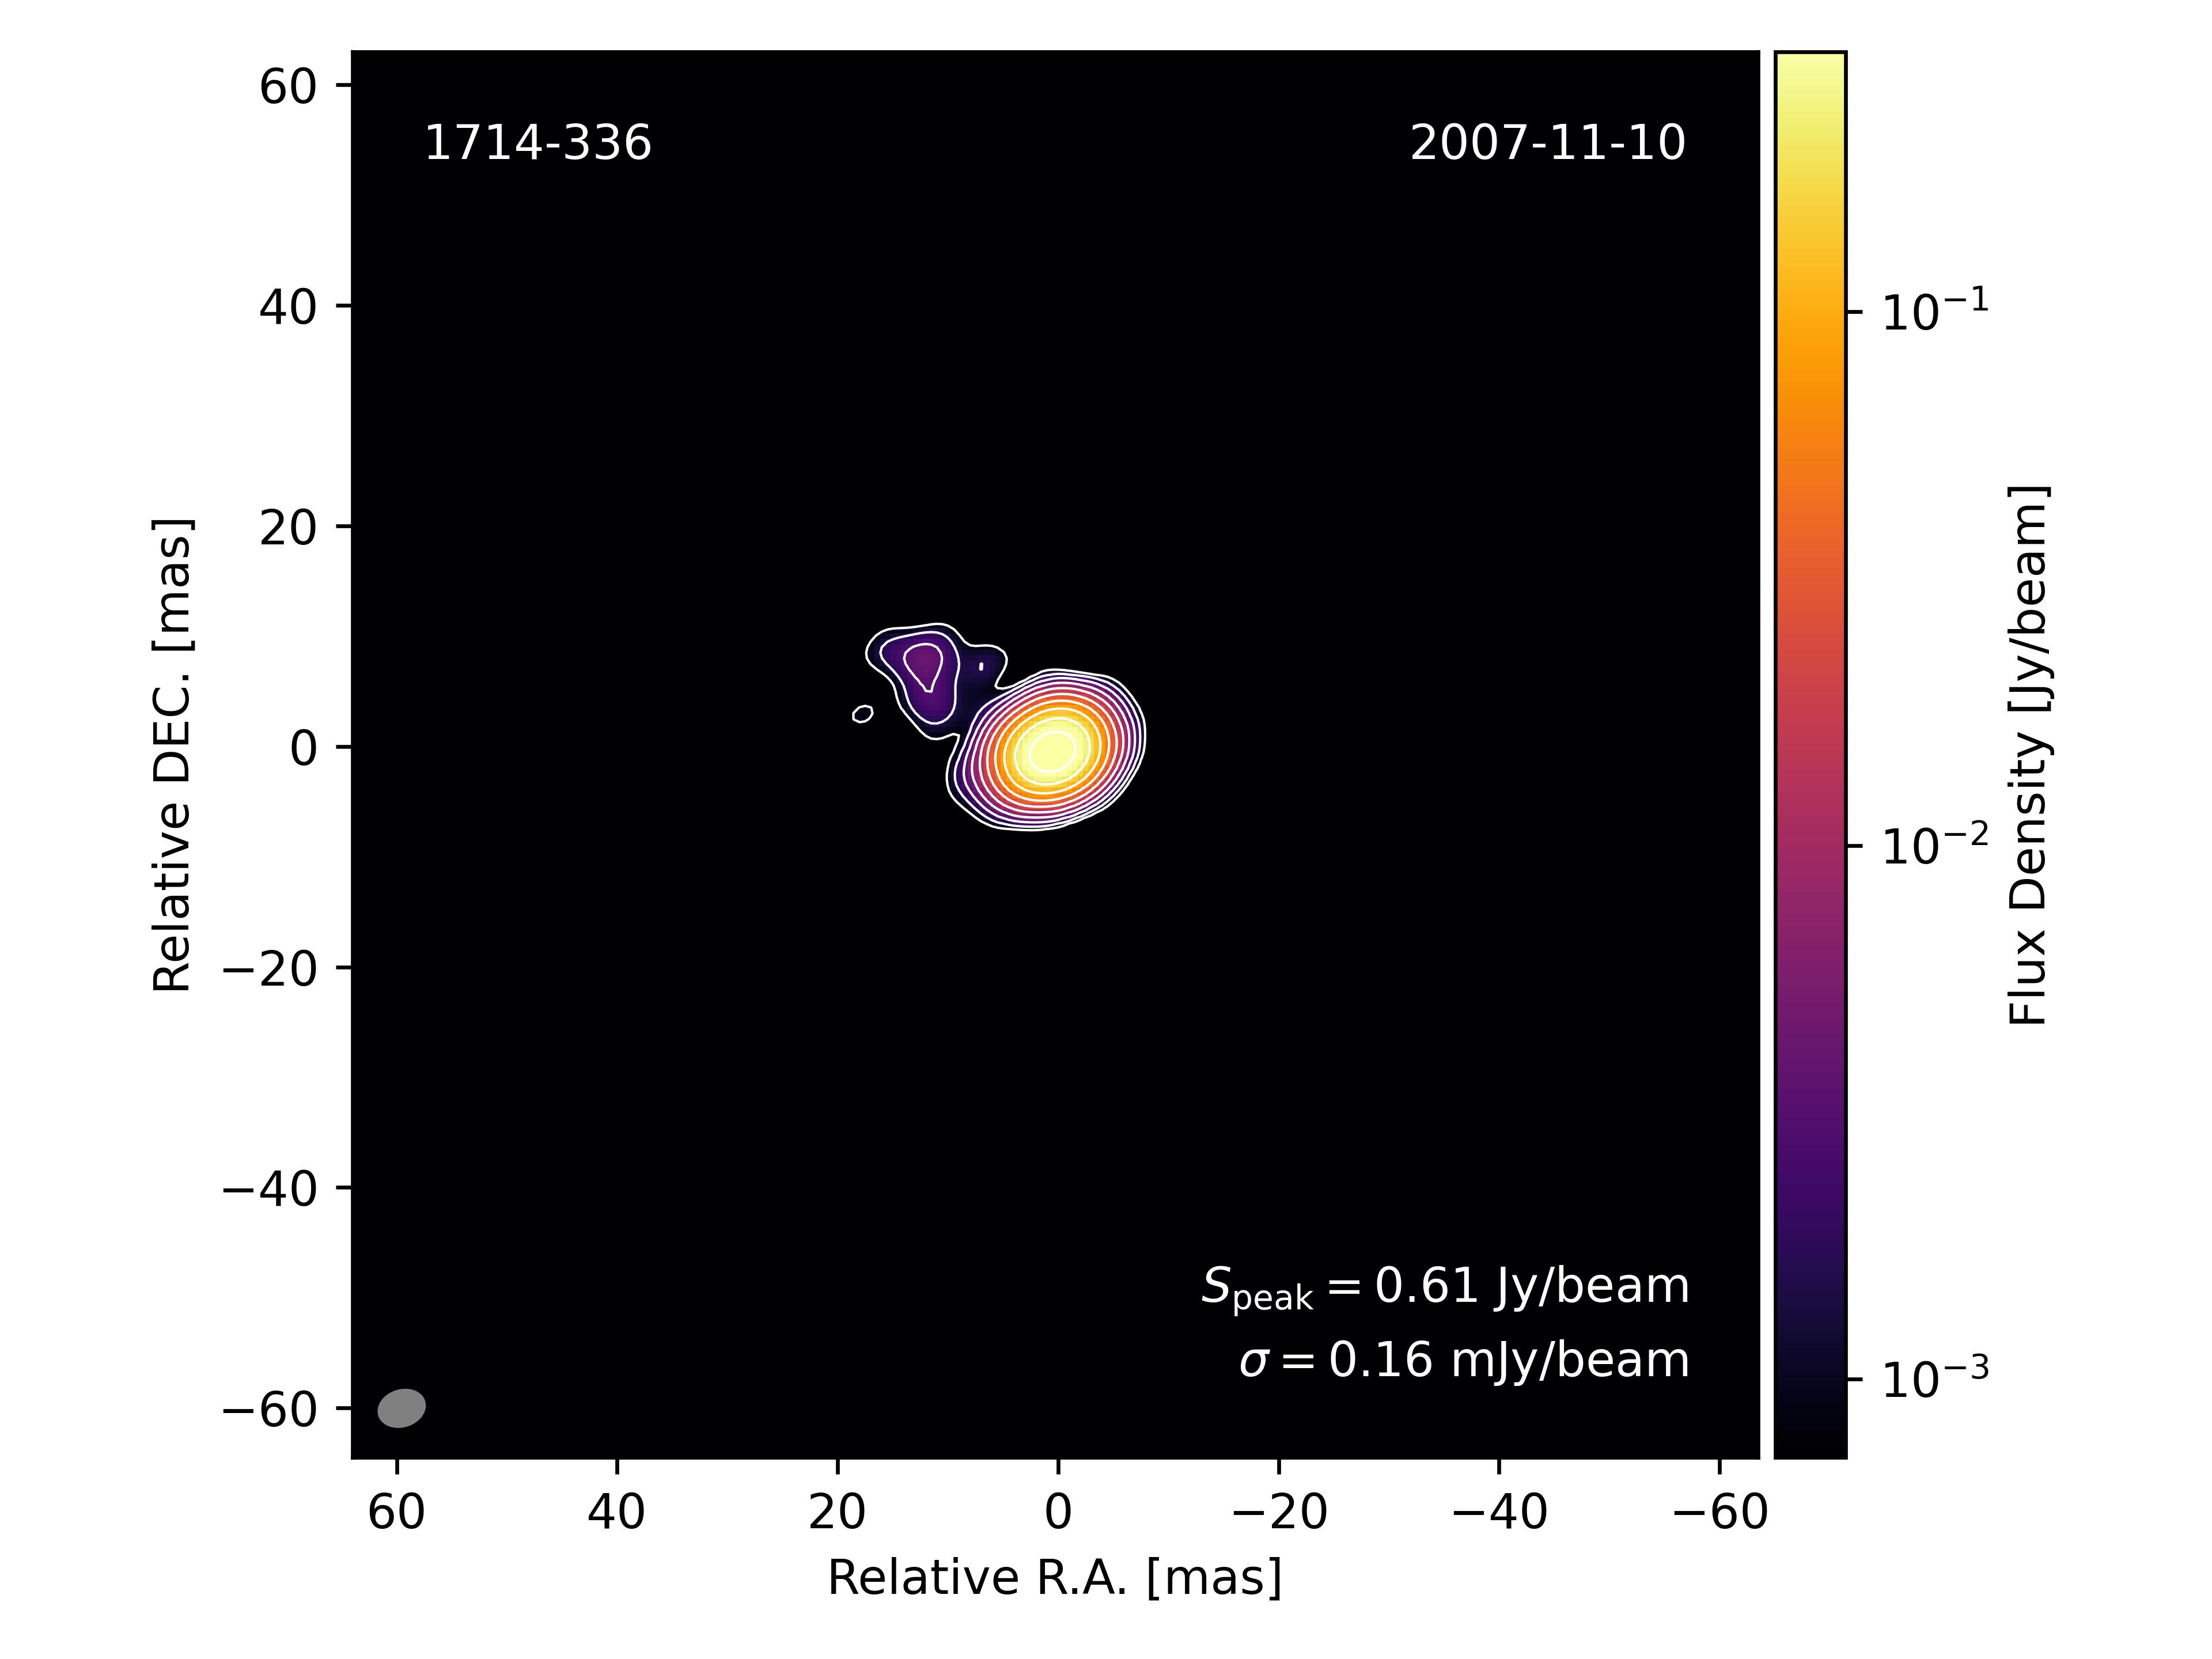 1714-336
2007-11-10
60
40
20
0
−20
−40
−60
Relative DEC. [mas]
S_peak = 0.61 Jy/beam
σ = 0.16 mJy/beam
60 40 20 0 −20 −40 −60
Relative R.A. [mas]
10⁻¹
10⁻²
10⁻³
Flux Density [Jy/beam]